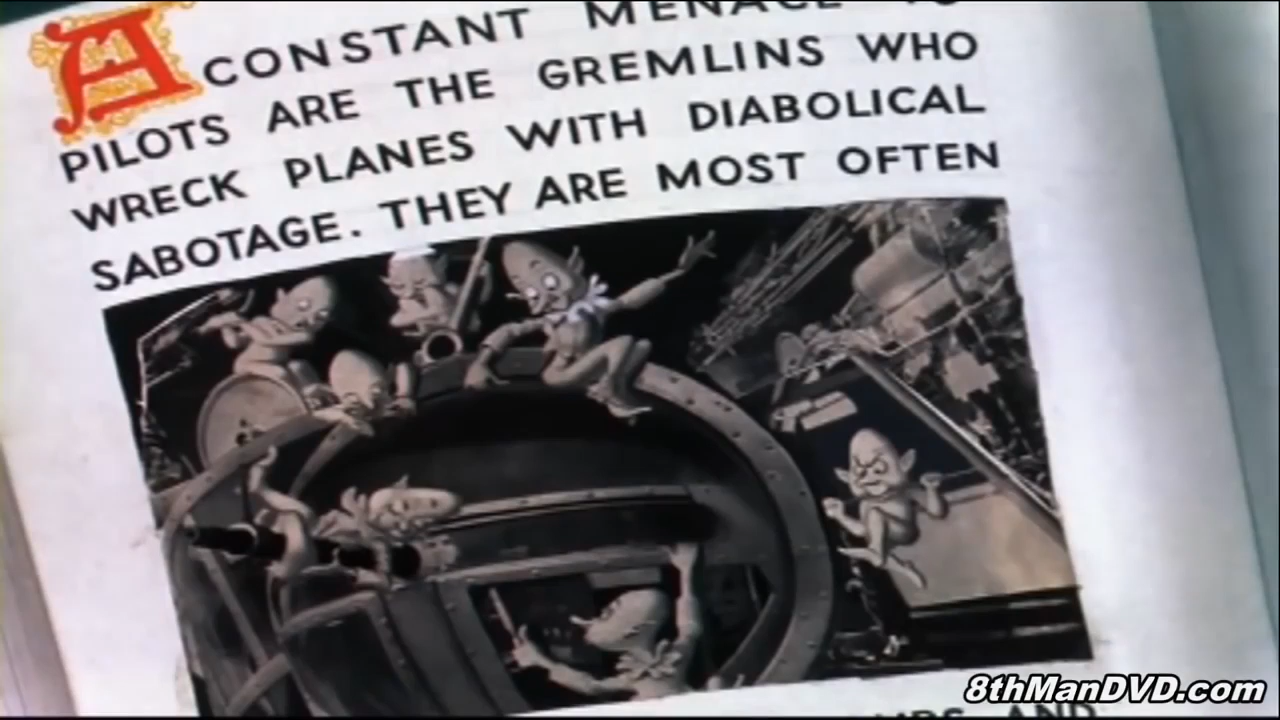 A CONSTANT MENACE TO
PILOTS ARE THE GREMLINS WHO
WRECK PLANES WITH DIABOLICAL
SABOTAGE. THEY ARE MOST OFTEN
AND
8thManDVD.com